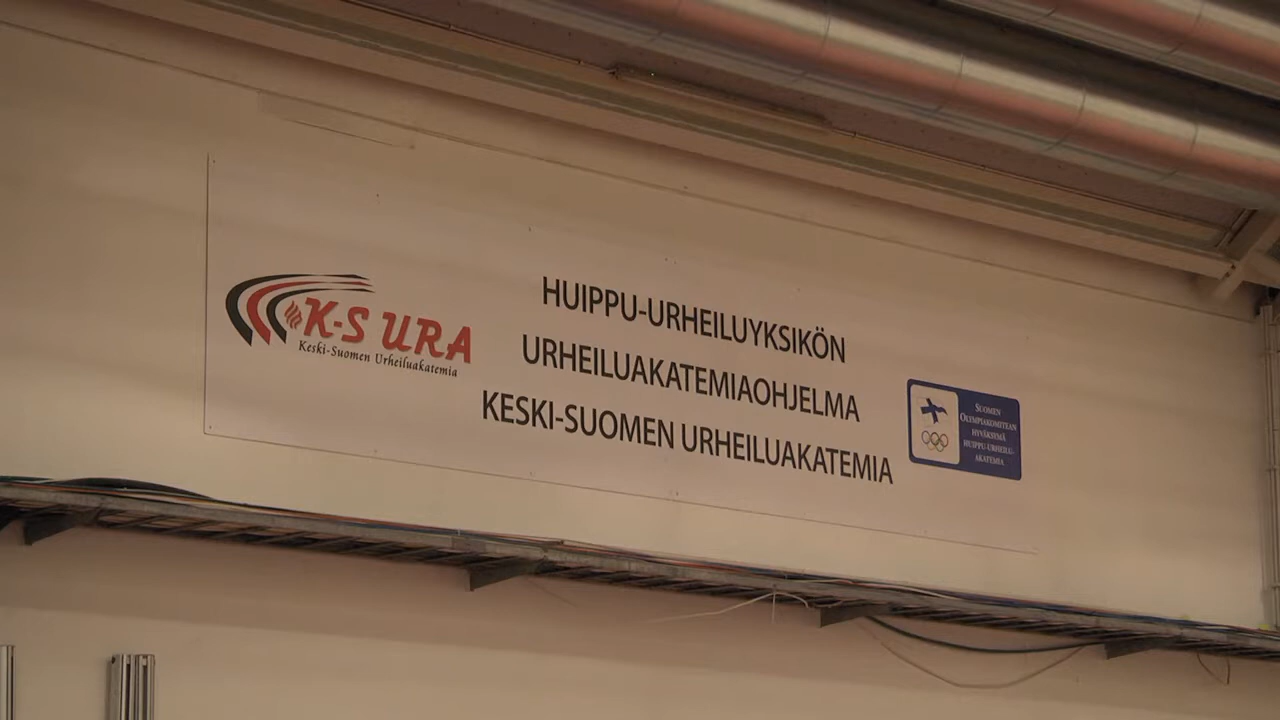 K-S URA
Keski-Suomen Urheiluakatemia
HUIPPU-URHEILUYKSIKÖN
URHEILUAKATEMIAOHJELMA
KESKI-SUOMEN URHEILUAKATEMIA
SUOMEN
OLYMPIAKOMITEAN
HYVÄKSYMÄ
HUIPPU-URHEILU-
AKATEMIA